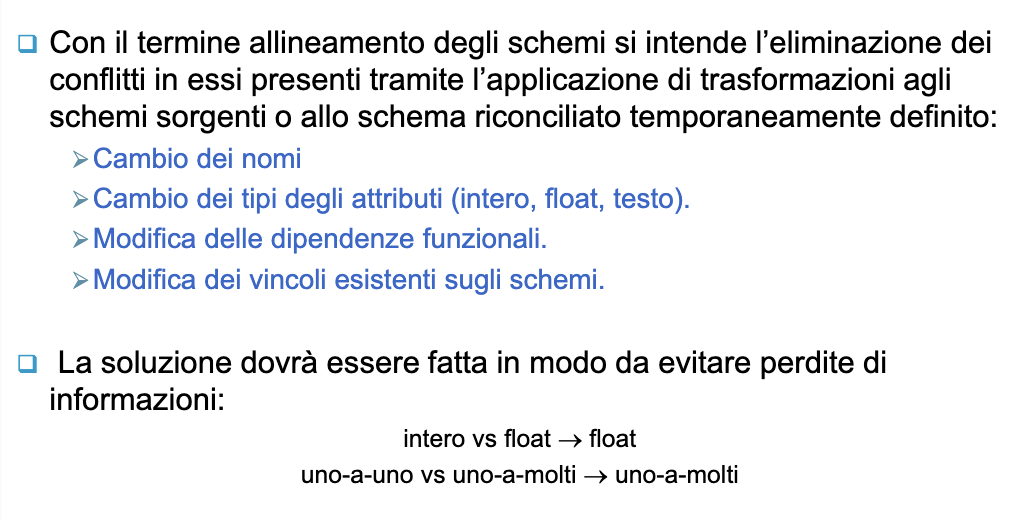 ❑ Con il termine allineamento degli schemi si intende l'eliminazione dei
conflitti in essi presenti tramite l'applicazione di trasformazioni agli
schemi sorgenti o allo schema riconciliato temporaneamente definito:
➢Cambio dei nomi
➢Cambio dei tipi degli attributi (intero, float, testo).
➢Modifica delle dipendenze funzionali.
➢Modifica dei vincoli esistenti sugli schemi.
❑ La soluzione dovrà essere fatta in modo da evitare perdite di
informazioni:
intero vs float → float
uno-a-uno vs uno-a-molti → uno-a-molti